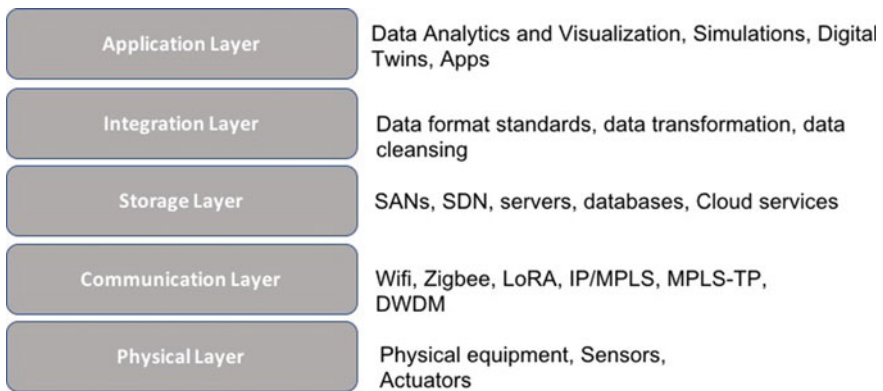 Application Layer
Data Analytics and Visualization, Simulations, Digital
Twins, Apps
Integration Layer
Data format standards, data transformation, data
cleansing
Storage Layer
SANs, SDN, servers, databases, Cloud services
Communication Layer
Wifi, Zigbee, LoRA, IP/MPLS, MPLS-TP,
DWDM
Physical Layer
Physical equipment, Sensors,
Actuators